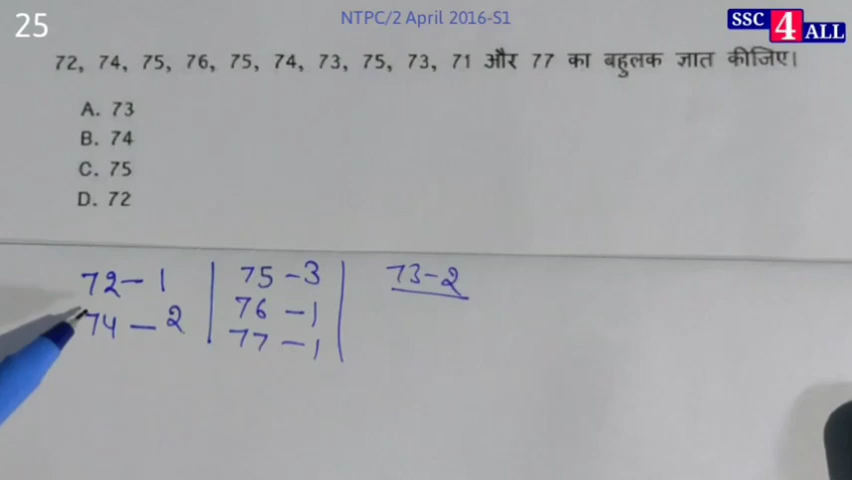 25
NTPC/2 April 2016-S1
SSC 4 ALL
72, 74, 75, 76, 75, 74, 73, 75, 73, 71 और 77 का बहुलक ज्ञात कीजिए।
A. 73
B. 74
C. 75
D. 72
72-1 | 75-3 | 73-2
74-2 | 76-1 |
77-1